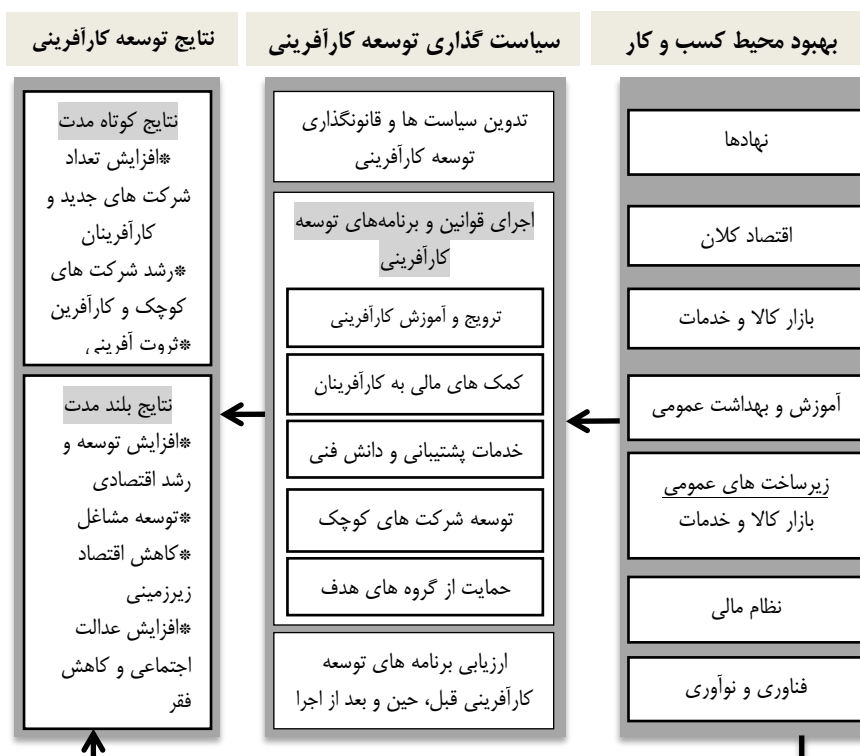 بهبود محیط کسب و کار
نهادها
اقتصاد کلان
بازار کالا و خدمات
آموزش و بهداشت عمومی
زیرساخت های عمومی
بازار کالا و خدمات
نظام مالی
فناوری و نوآوری
سیاست گذاری توسعه کارآفرینی
تدوین سیاست ها و قانونگذاری
توسعه کارآفرینی
اجرای قوانین و برنامه‌های توسعه
کارآفرینی
ترویج و آموزش کارآفرینی
کمک های مالی به کارآفرینان
خدمات پشتیبانی و دانش فنی
توسعه شرکت های کوچک
حمایت از گروه های هدف
ارزیابی برنامه های توسعه
کارآفرینی قبل، حین و بعد از اجرا
نتایج توسعه کارآفرینی
نتایج کوتاه مدت
*افزایش تعداد
شرکت های جدید و
کارآفرینان
*رشد شرکت های
کوچک و کارآفرین
*ثروت آفرینی
نتایج بلند مدت
*افزایش توسعه و
رشد اقتصادی
*توسعه مشاغل
*کاهش اقتصاد
زیرزمینی
*افزایش عدالت
اجتماعی و کاهش
فقر